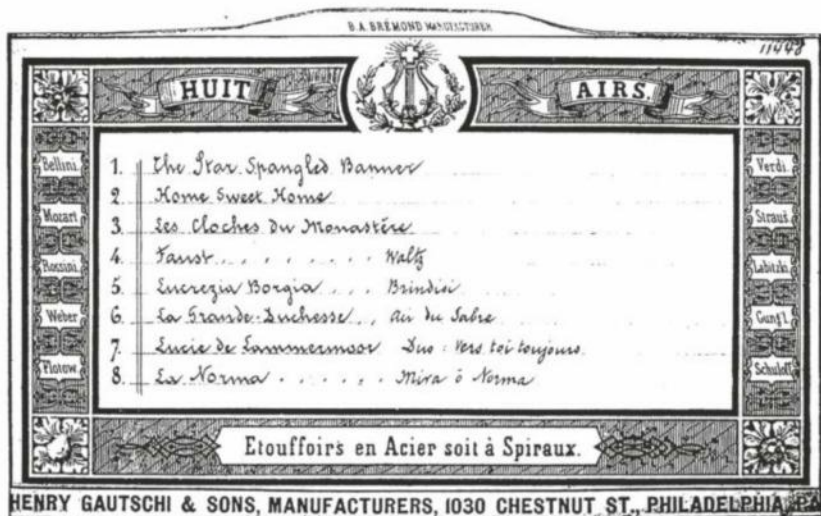 B.A. BRÉMOND MANUFACTURER
11448
HUIT AIRS.
Bellini.
Mozart
Rossini.
Weber
Flotow.
1. The Star Spangled Banner
2. Home Sweet Home
3. Les Cloches du Monastère
4. Faust . . . . . . . . Waltz
5. Lucrezia Borgia . . . Brindisi
6. La Grande-Duchesse . . Air du Sabre
7. Lucie de Lammermoor Duo : Vers toi toujours
8. La Norma . . . . . . Mira ô Norma
Verdi.
Strauß.
Labitzki.
Gung'l.
Schuloff.
Etouffoirs en Acier soit à Spiraux.
HENRY GAUTSCHI & SONS, MANUFACTURERS, 1030 CHESTNUT ST., PHILADELPHIA, PA